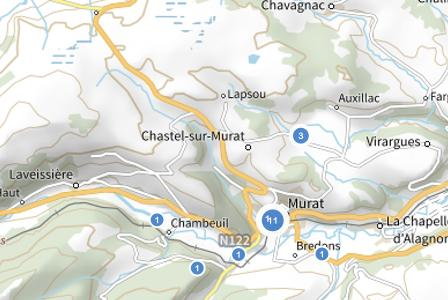 Chavagnac
Lapsou
Auxillac
Chastel-sur-Murat
3
Virargues
Laveissière
Murat
1
Chambeuil
11
La Chapelle
d'Alagnon
N122
Bredons
1
1
1